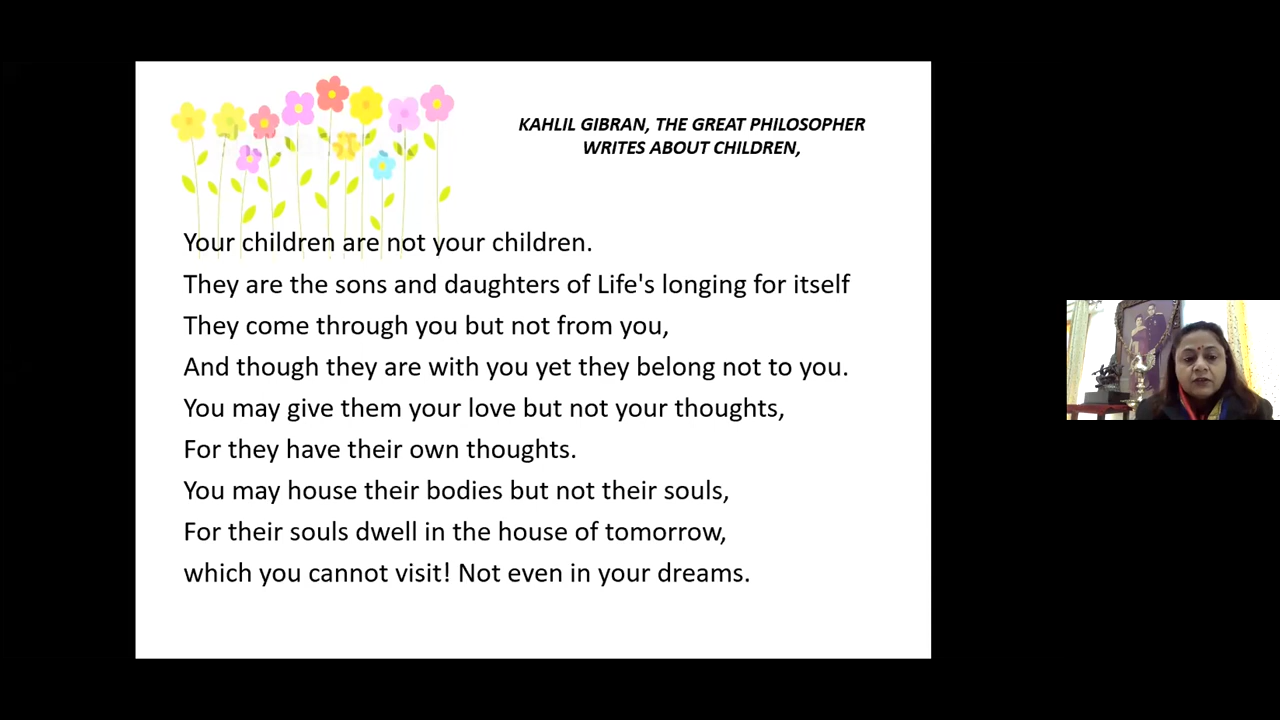 KAHLIL GIBRAN, THE GREAT PHILOSOPHER
WRITES ABOUT CHILDREN,
Your children are not your children.
They are the sons and daughters of Life's longing for itself
They come through you but not from you,
And though they are with you yet they belong not to you.
You may give them your love but not your thoughts,
For they have their own thoughts.
You may house their bodies but not their souls,
For their souls dwell in the house of tomorrow,
which you cannot visit! Not even in your dreams.